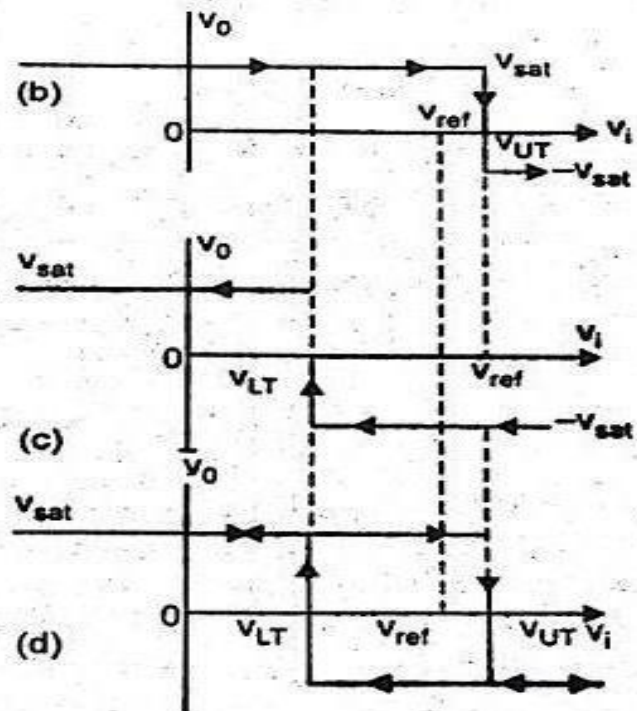 v0
vsat
(b)
vref
0
vi
vUT
−vsat
v0
vsat
vi
0
vLT
vref
−vsat
(c)
v0
vsat
0
vLT
vref
vUT
vi
(d)